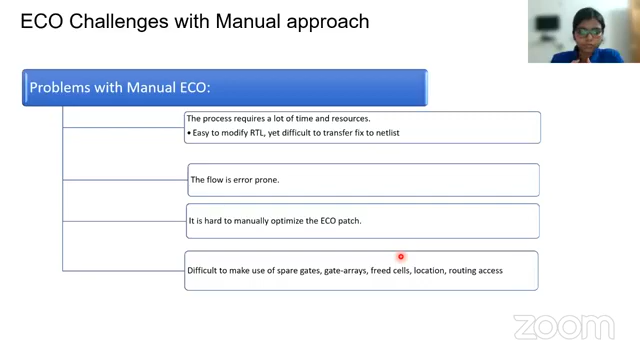 ECO Challenges with Manual approach
Problems with Manual ECO:
The process requires a lot of time and resources.
• Easy to modify RTL, yet difficult to transfer fix to netlist
The flow is error prone.
It is hard to manually optimize the ECO patch.
Difficult to make use of spare gates, gate-arrays, freed cells, location, routing access
zoom